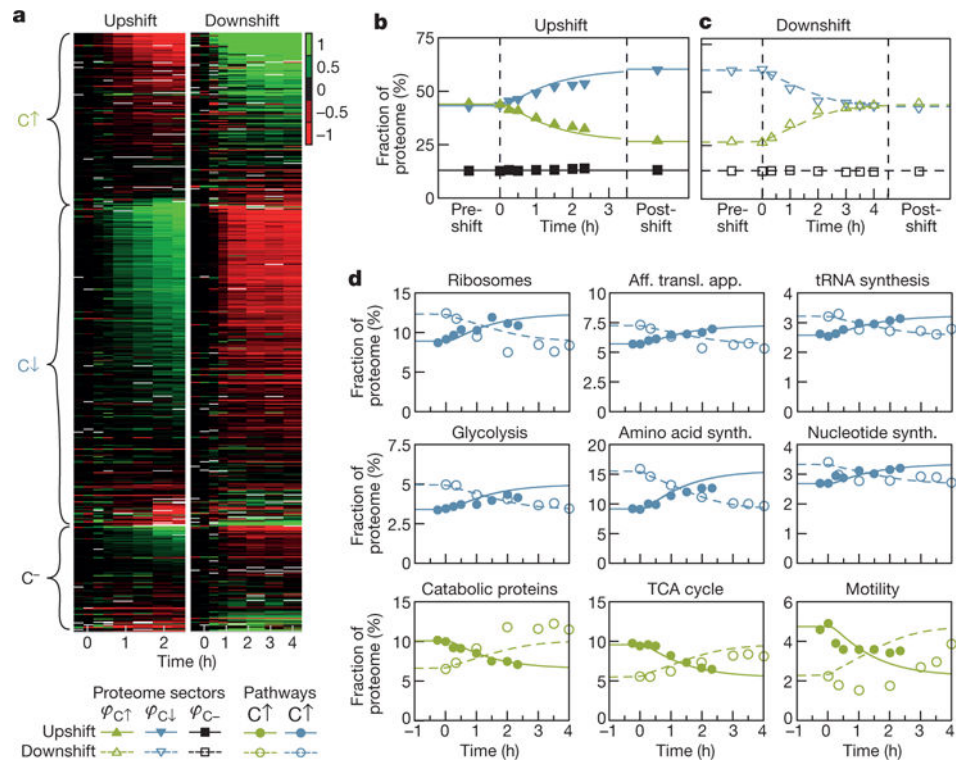 a
Upshift
Downshift
1
0.5
0
−0.5
−1
C↑
C↓
C⁻
0
1
2
0
1
2
3
4
Time (h)
Proteome sectors
Pathways
φC↑
φC↓
φC−
C↑
C↑
Upshift
Downshift
b
Upshift
75
50
25
0
Fraction of
proteome (%)
Pre-
shift
0
1
2
3
Time (h)
Post-
shift
c
Downshift
Pre-
shift
0
1
2
3
4
Time (h)
Post-
shift
d
Ribosomes
15
10
5
0
Fraction of
proteome (%)
Aff. transl. app.
10
7.5
5
2.5
0
tRNA synthesis
4
3
2
1
0
Glycolysis
7.5
5
2.5
0
Fraction of
proteome (%)
Amino acid synth.
20
15
10
5
0
Nucleotide synth.
4
3
2
1
0
Catabolic proteins
15
10
5
0
Fraction of
proteome (%)
−1 0 1 2 3 4
Time (h)
TCA cycle
15
10
5
0
−1 0 1 2 3 4
Time (h)
Motility
6
4
2
0
−1 0 1 2 3 4
Time (h)